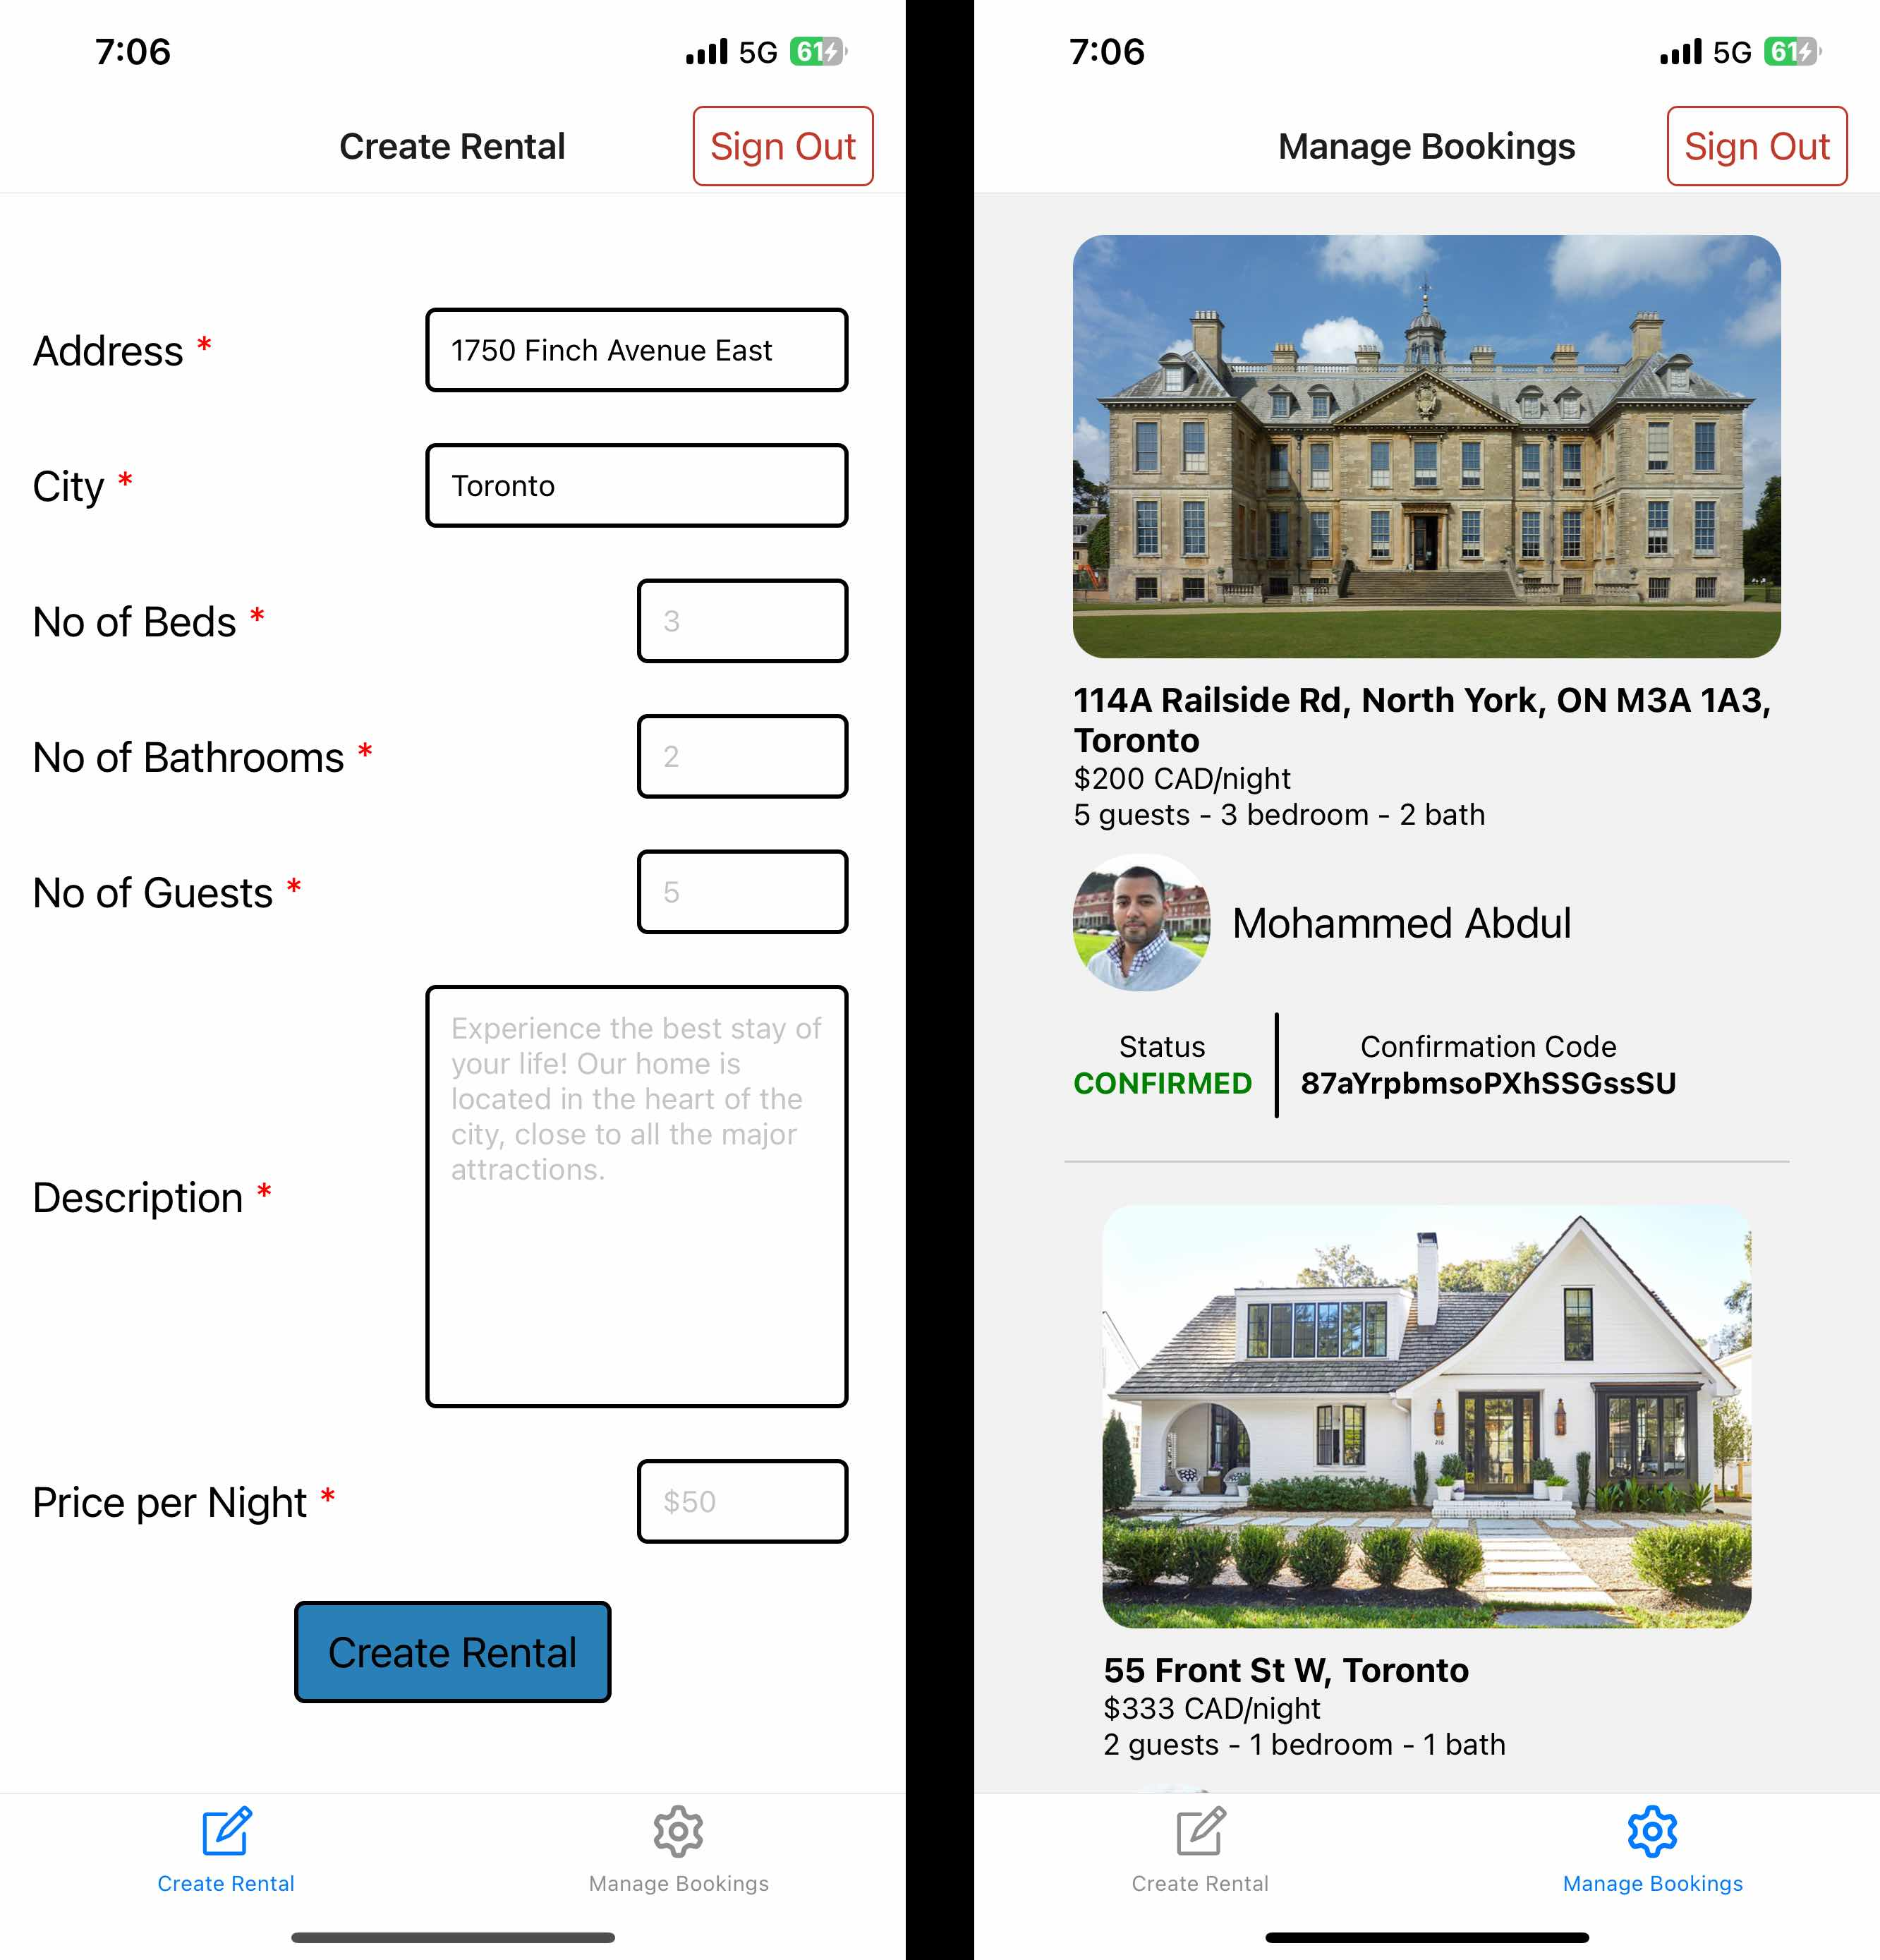 7:06
5G 61
Create Rental
Sign Out
Address *
1750 Finch Avenue East
City *
Toronto
No of Beds *
3
No of Bathrooms *
2
No of Guests *
5
Description *
Experience the best stay of
your life! Our home is
located in the heart of the
city, close to all the major
attractions.
Price per Night *
$50
Create Rental
Create Rental
Manage Bookings
7:06
5G 61
Manage Bookings
Sign Out
114A Railside Rd, North York, ON M3A 1A3,
Toronto
$200 CAD/night
5 guests - 3 bedroom - 2 bath
Mohammed Abdul
Status
CONFIRMED
Confirmation Code
87aYrpbmsoPXhSSGssSU
216
55 Front St W, Toronto
$333 CAD/night
2 guests - 1 bedroom - 1 bath
Create Rental
Manage Bookings